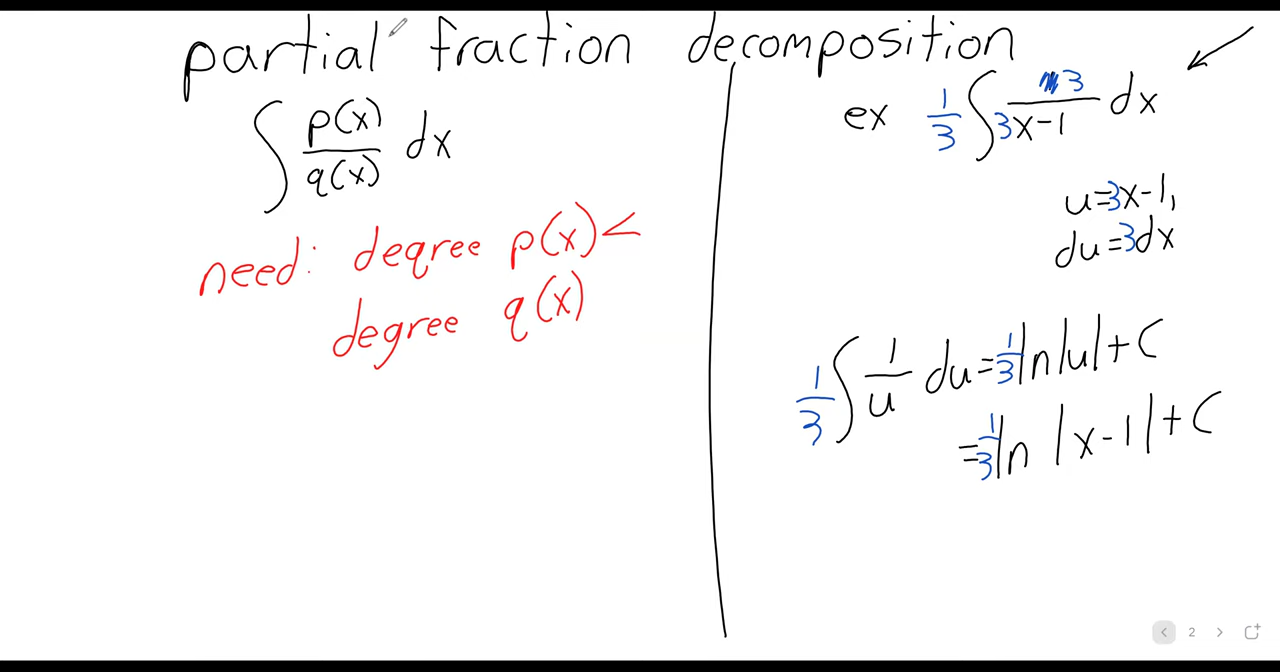 partial fraction decomposition
∫ p(x)/q(x) dx
need: degree p(x) <
degree q(x)
ex 1/3 ∫ 3/(3x-1) dx
u=3x-1,
du=3dx
1/3 ∫ 1/u du = 1/3 ln|u| + C
= 1/3 ln |x-1| + C
2